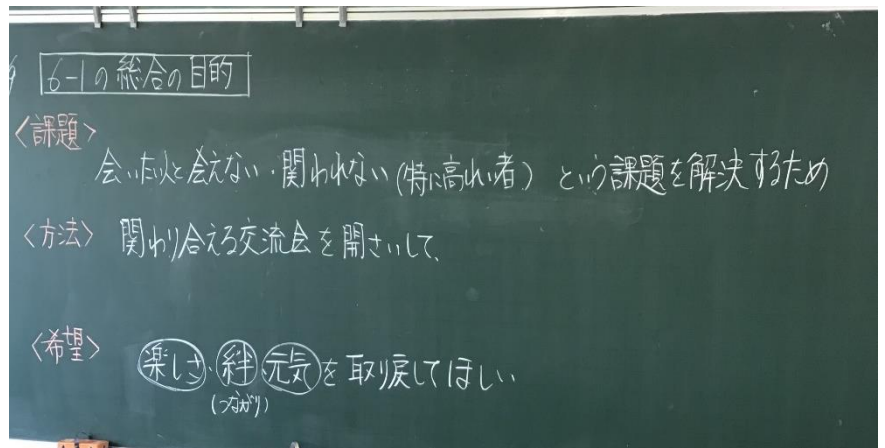 6-1の総合の目的
<課題>
会いたい人と会えない・関われない(特に高れい者) という課題を解決するため
<方法> 関わり合える交流会を開さいして、
<希望> 楽しさ・絆・元気を取り戻してほしい
(つながり)